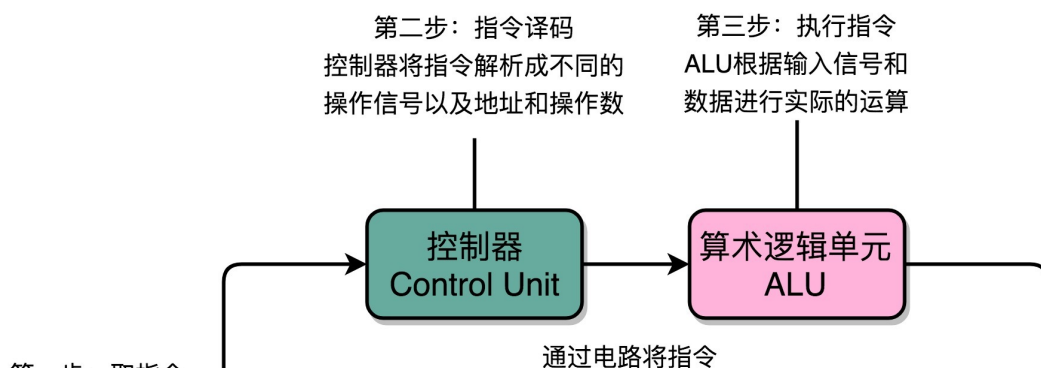 第二步：指令译码
控制器将指令解析成不同的
操作信号以及地址和操作数
第三步：执行指令
ALU根据输入信号和
数据进行实际的运算
控制器
Control Unit
算术逻辑单元
ALU
通过电路将指令